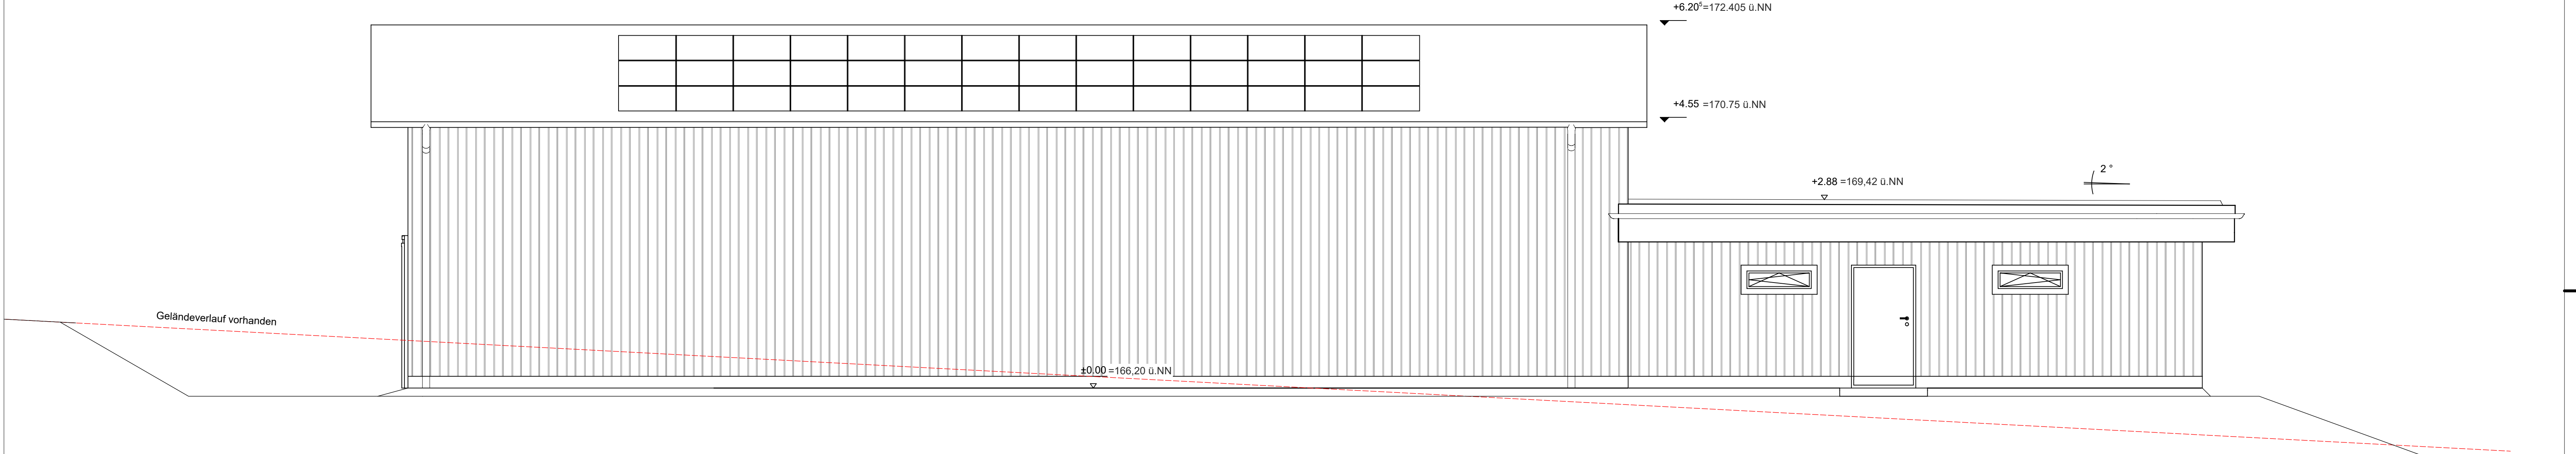 +6.20⁵=172.405 ü.NN
+4.55 =170.75 ü.NN
2 °
+2.88 =169,42 ü.NN
Geländeverlauf vorhanden
±0.00 =166,20 ü.NN